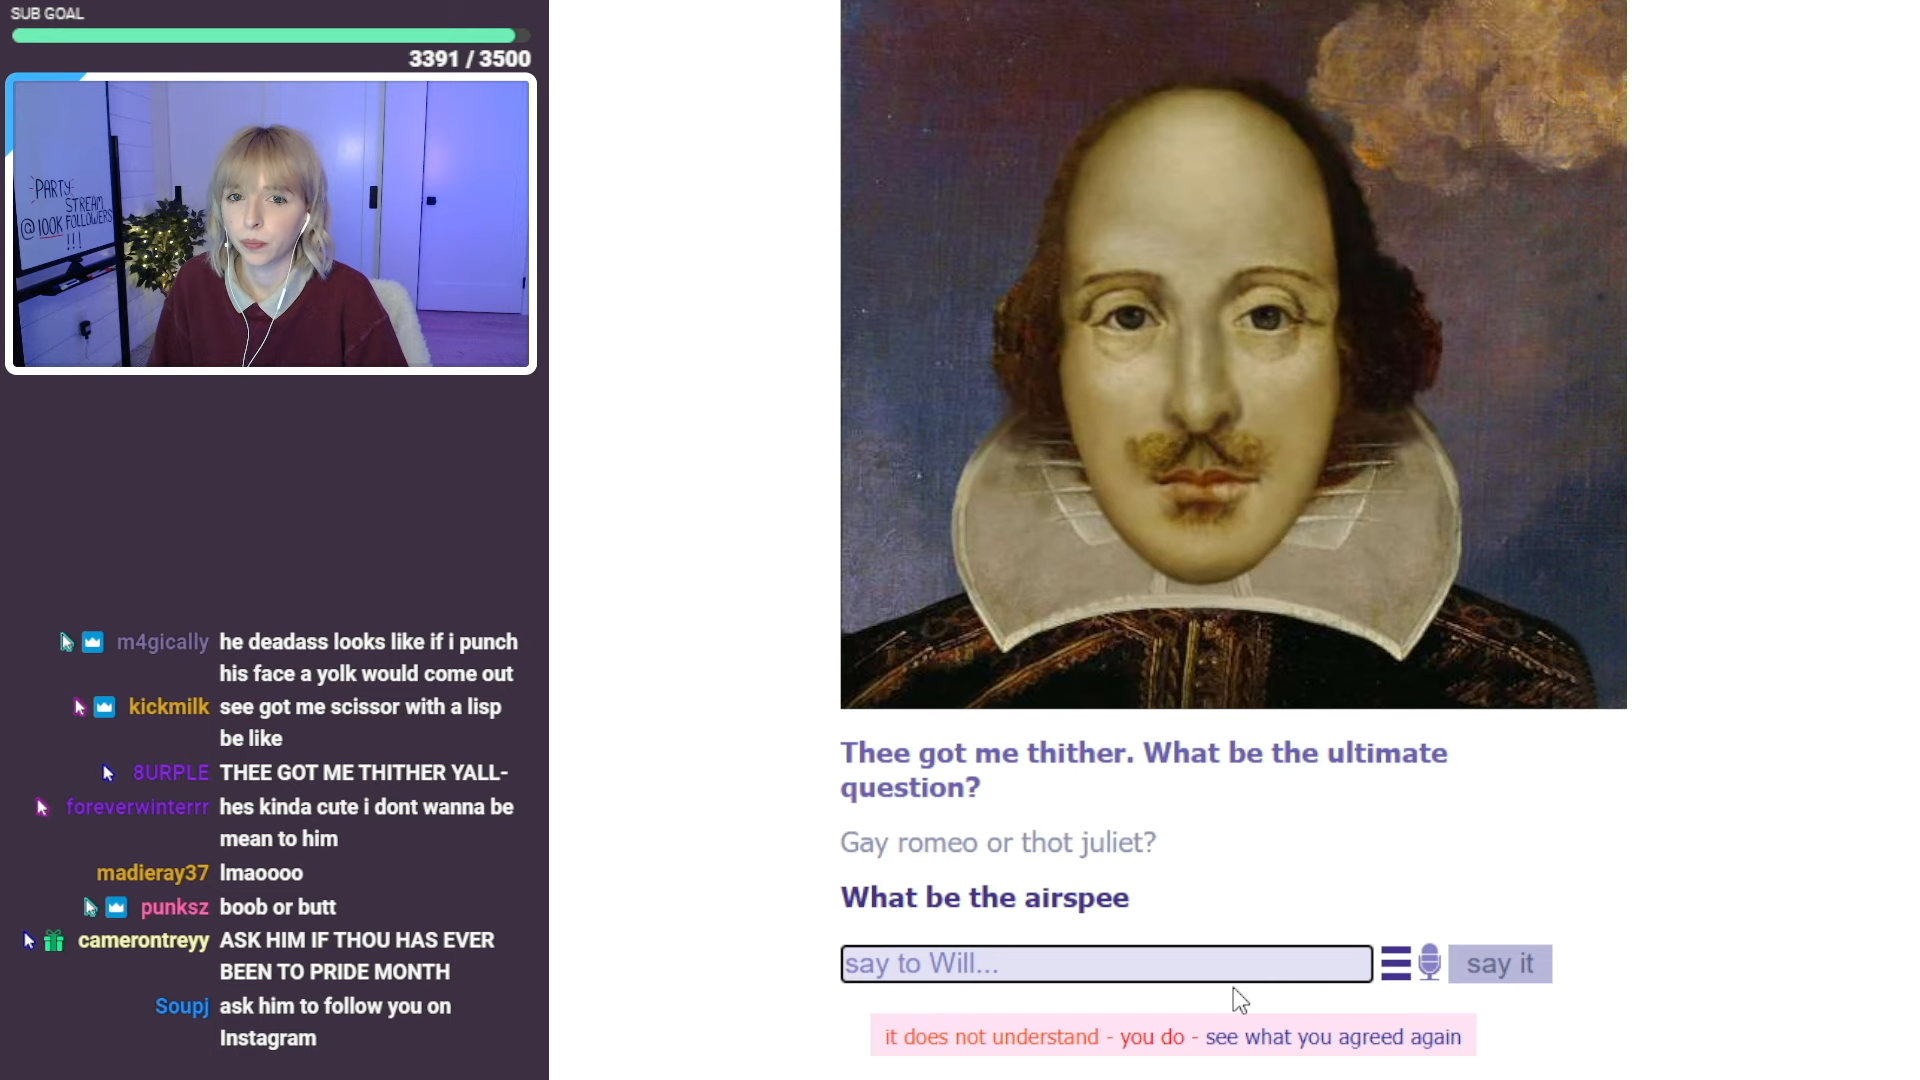 SUB GOAL
3391 / 3500
PARTY
STREAM
@100K FOLLOWERS
!!!
m4gically he deadass looks like if i punch
his face a yolk would come out
kickmilk see got me scissor with a lisp
be like
8URPLE THEE GOT ME THITHER YALL-
foreverwinterrr hes kinda cute i dont wanna be
mean to him
madieray37 lmaoooo
punksz boob or butt
camerontreyy ASK HIM IF THOU HAS EVER
BEEN TO PRIDE MONTH
Soupj ask him to follow you on
Instagram
Thee got me thither. What be the ultimate
question?
Gay romeo or thot juliet?
What be the airspee
say to Will...
say it
it does not understand - you do - see what you agreed again